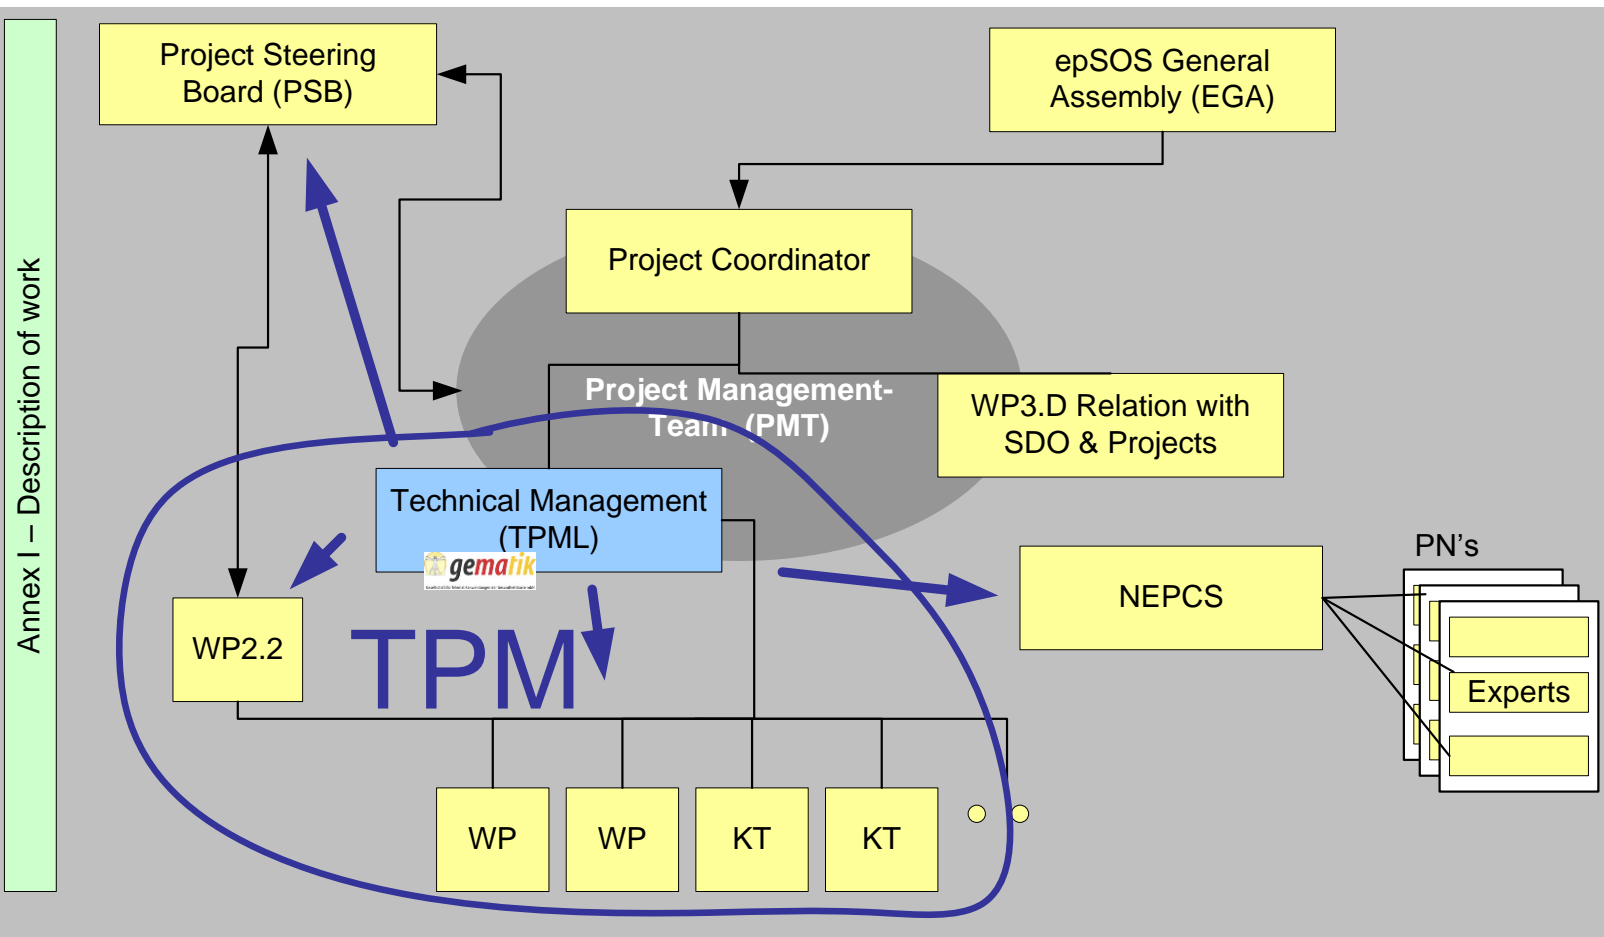 Annex I – Description of work
Project Steering
Board (PSB)
epSOS General
Assembly (EGA)
Project Coordinator
Project Management-
Team (PMT)
WP3.D Relation with
SDO & Projects
Technical Management
(TPML)
gematik
NEPCS
PN's
Experts
WP2.2
TPM
WP
WP
KT
KT